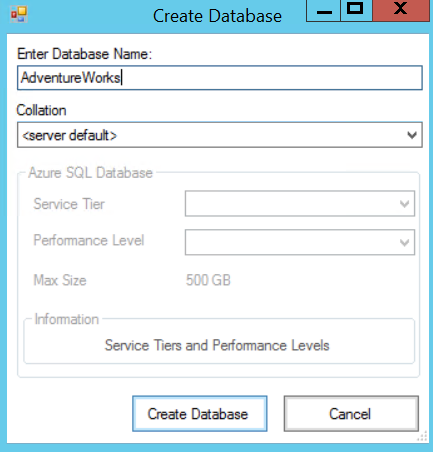 Create Database
Enter Database Name:
AdventureWorks
Collation
<server default>
Azure SQL Database
Service Tier
Performance Level
Max Size 500 GB
Information
Service Tiers and Performance Levels
Create Database Cancel